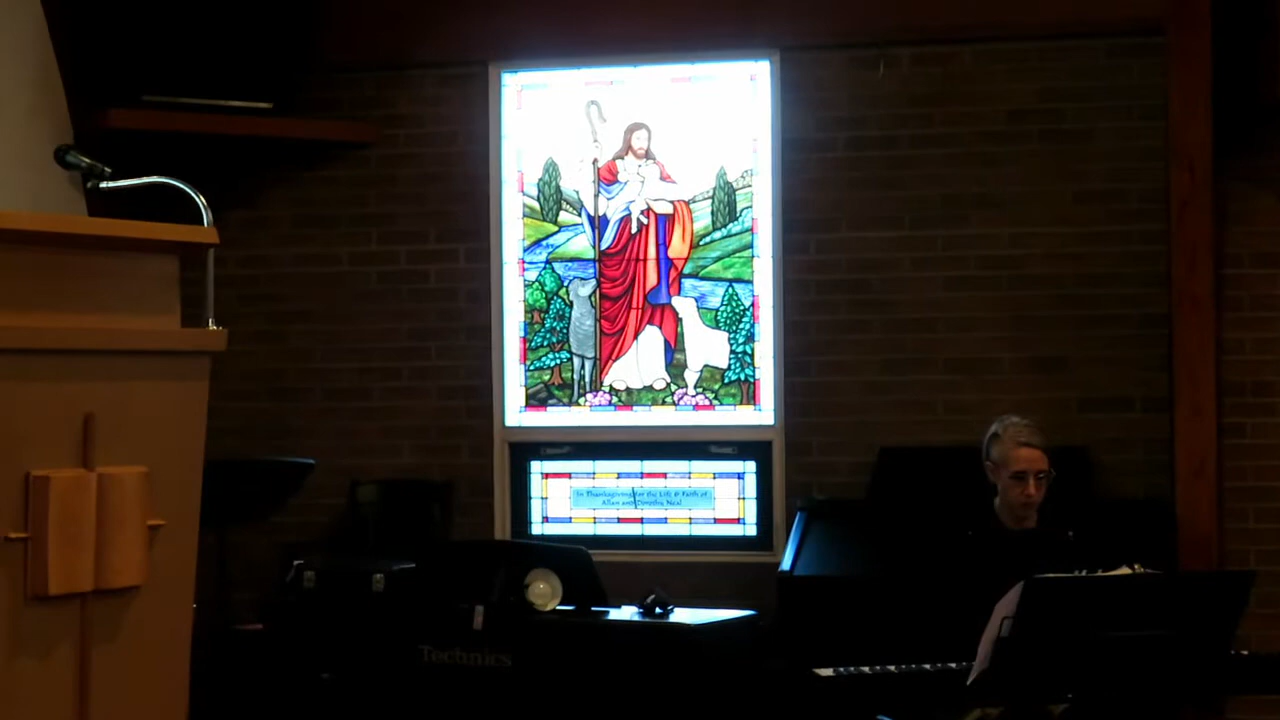 In Thanksgiving for the Life & Faith of
Allan and Dorothy Neal
Technics